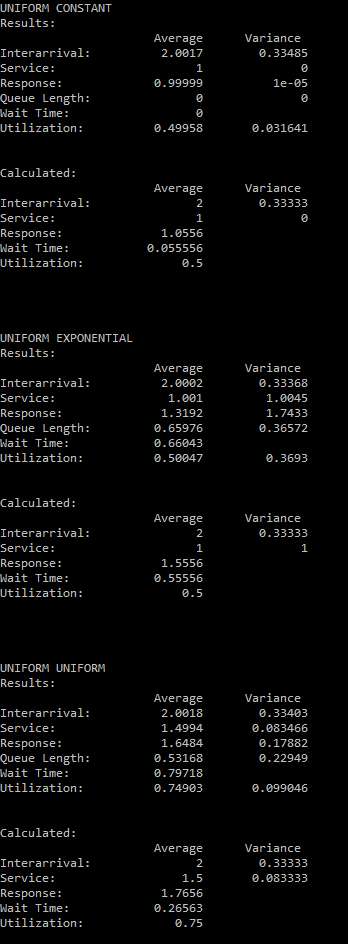 UNIFORM CONSTANT
Results:
Average Variance
Interarrival: 2.0017 0.33485
Service: 1 0
Response: 0.99999 1e-05
Queue Length: 0 0
Wait Time: 0
Utilization: 0.49958 0.031641
Calculated:
Average Variance
Interarrival: 2 0.33333
Service: 1 0
Response: 1.0556
Wait Time: 0.055556
Utilization: 0.5
UNIFORM EXPONENTIAL
Results:
Average Variance
Interarrival: 2.0002 0.33368
Service: 1.001 1.0045
Response: 1.3192 1.7433
Queue Length: 0.65976 0.36572
Wait Time: 0.66043
Utilization: 0.50047 0.3693
Calculated:
Average Variance
Interarrival: 2 0.33333
Service: 1 1
Response: 1.5556
Wait Time: 0.55556
Utilization: 0.5
UNIFORM UNIFORM
Results:
Average Variance
Interarrival: 2.0018 0.33403
Service: 1.4994 0.083466
Response: 1.6484 0.17882
Queue Length: 0.53168 0.22949
Wait Time: 0.79718
Utilization: 0.74903 0.099046
Calculated:
Average Variance
Interarrival: 2 0.33333
Service: 1.5 0.083333
Response: 1.7656
Wait Time: 0.26563
Utilization: 0.75